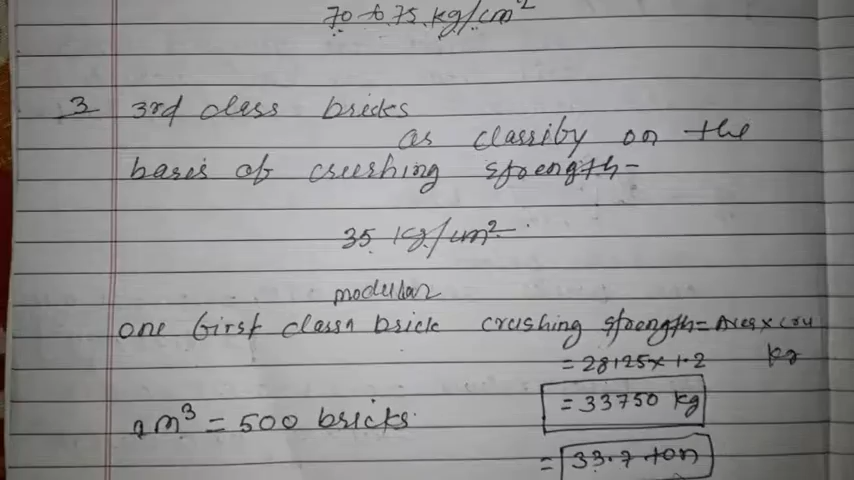 70 to 75 kg/cm²
3 3rd class bricks
as classiby on the
basis of crushing strength-
35 kg/cm²
modular
one first class brick crushing strength = Area x cru
= 28125 x 1.2 kg
1m³ = 500 bricks
= 33750 kg
= 33.7 ton